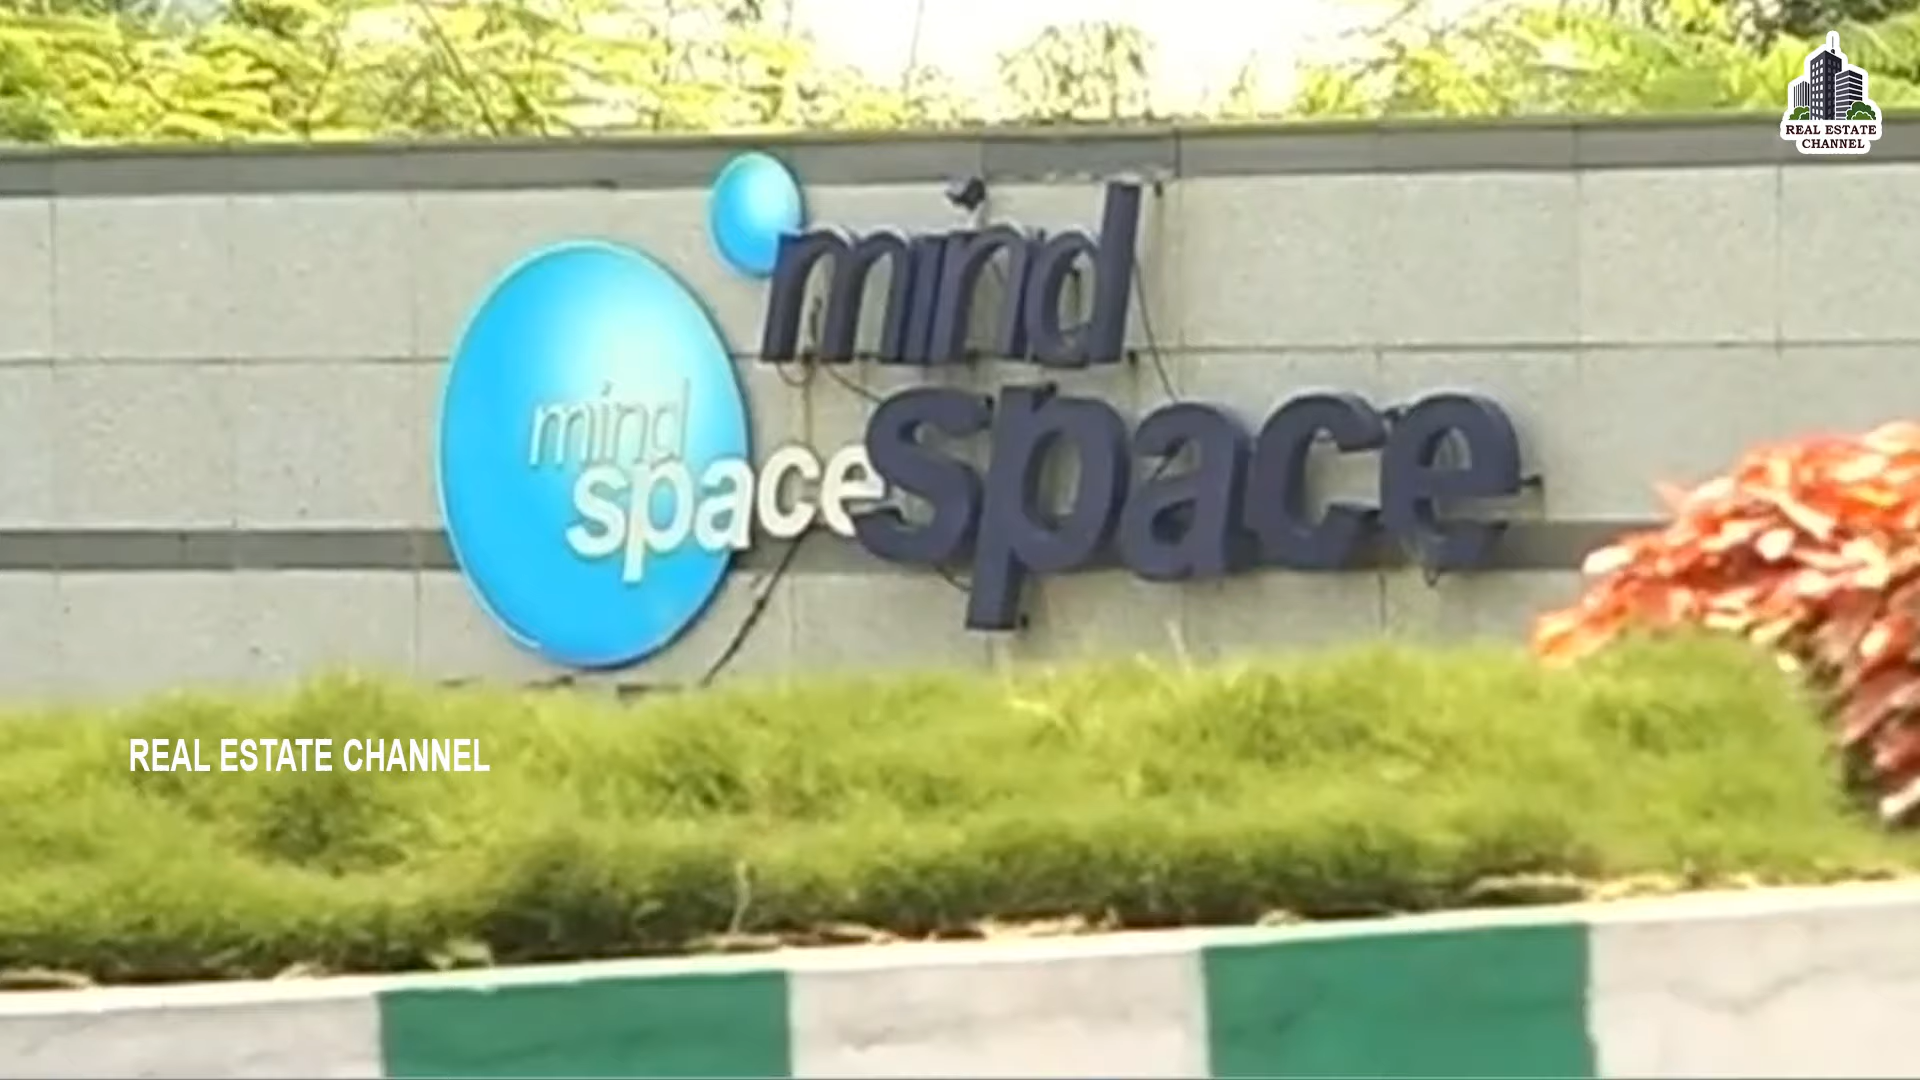 REAL ESTATE
CHANNEL
mind
space
mind
space
REAL ESTATE CHANNEL